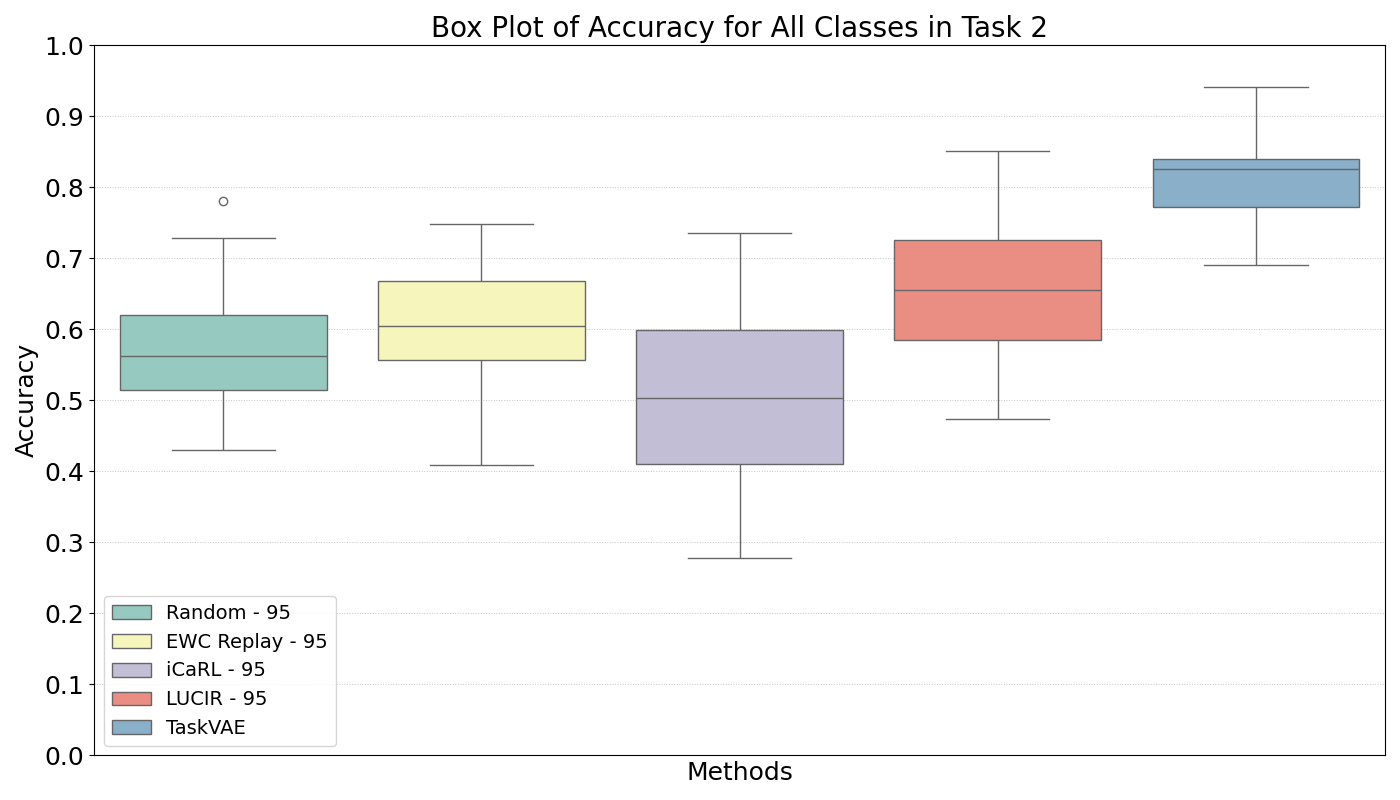 Box Plot of Accuracy for All Classes in Task 2
1.0
0.9
0.8
0.7
0.6
0.5
0.4
0.3
0.2
0.1
0.0
Accuracy
Random - 95
EWC Replay - 95
iCaRL - 95
LUCIR - 95
TaskVAE
Methods